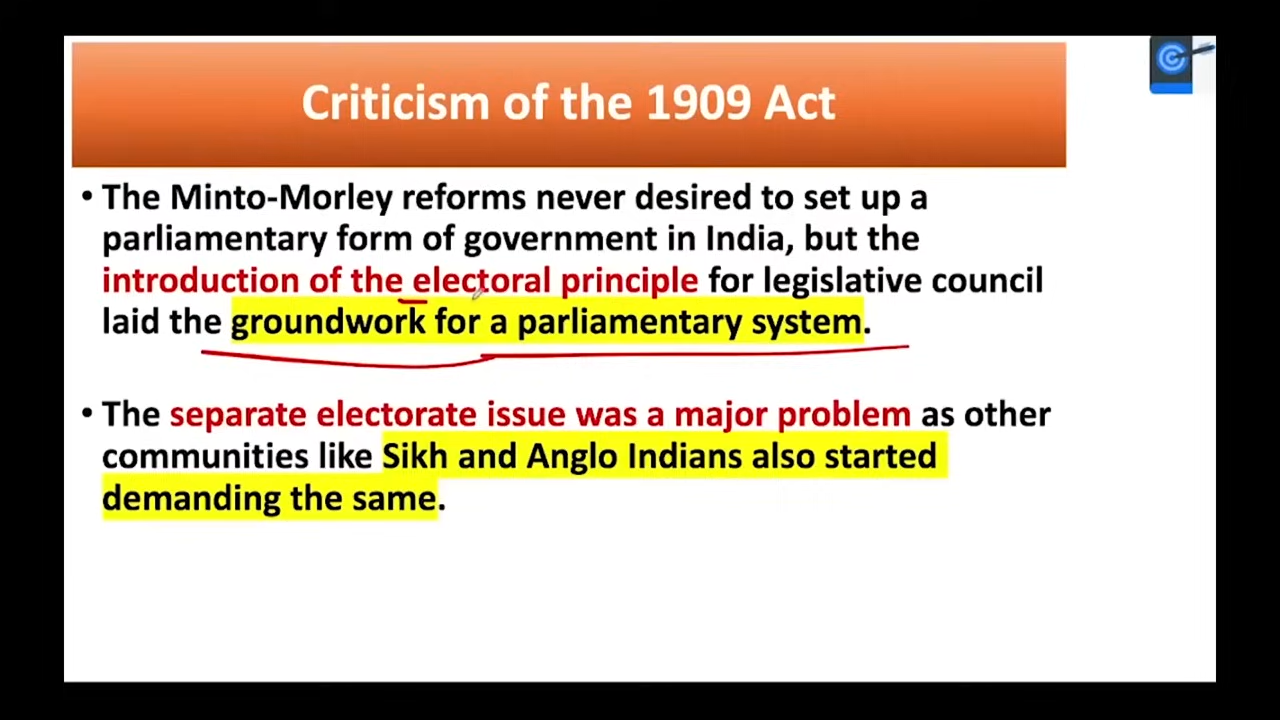 Criticism of the 1909 Act
• The Minto-Morley reforms never desired to set up a
parliamentary form of government in India, but the
introduction of the electoral principle for legislative council
laid the groundwork for a parliamentary system.
• The separate electorate issue was a major problem as other
communities like Sikh and Anglo Indians also started
demanding the same.